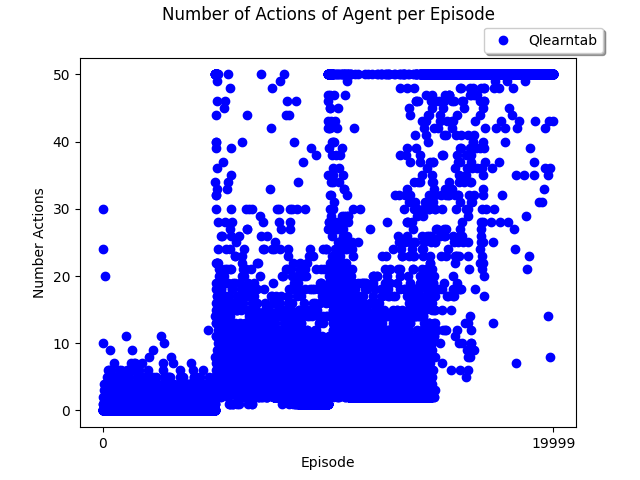 Number of Actions of Agent per Episode
Qlearntab
50
40
30
20
10
0
Number Actions
0
19999
Episode